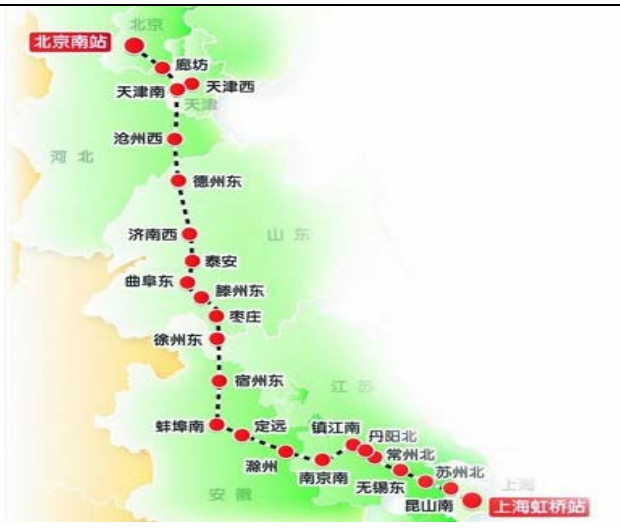 北京
北京南站
廊坊
天津西
天津南
天津
沧州西
河北
德州东
济南西
山东
泰安
曲阜东
滕州东
枣庄
徐州东
宿州东
江苏
蚌埠南
定远
镇江南
丹阳北
滁州
常州北
南京南
无锡东
苏州北
上海
安徽
昆山南
上海虹桥站